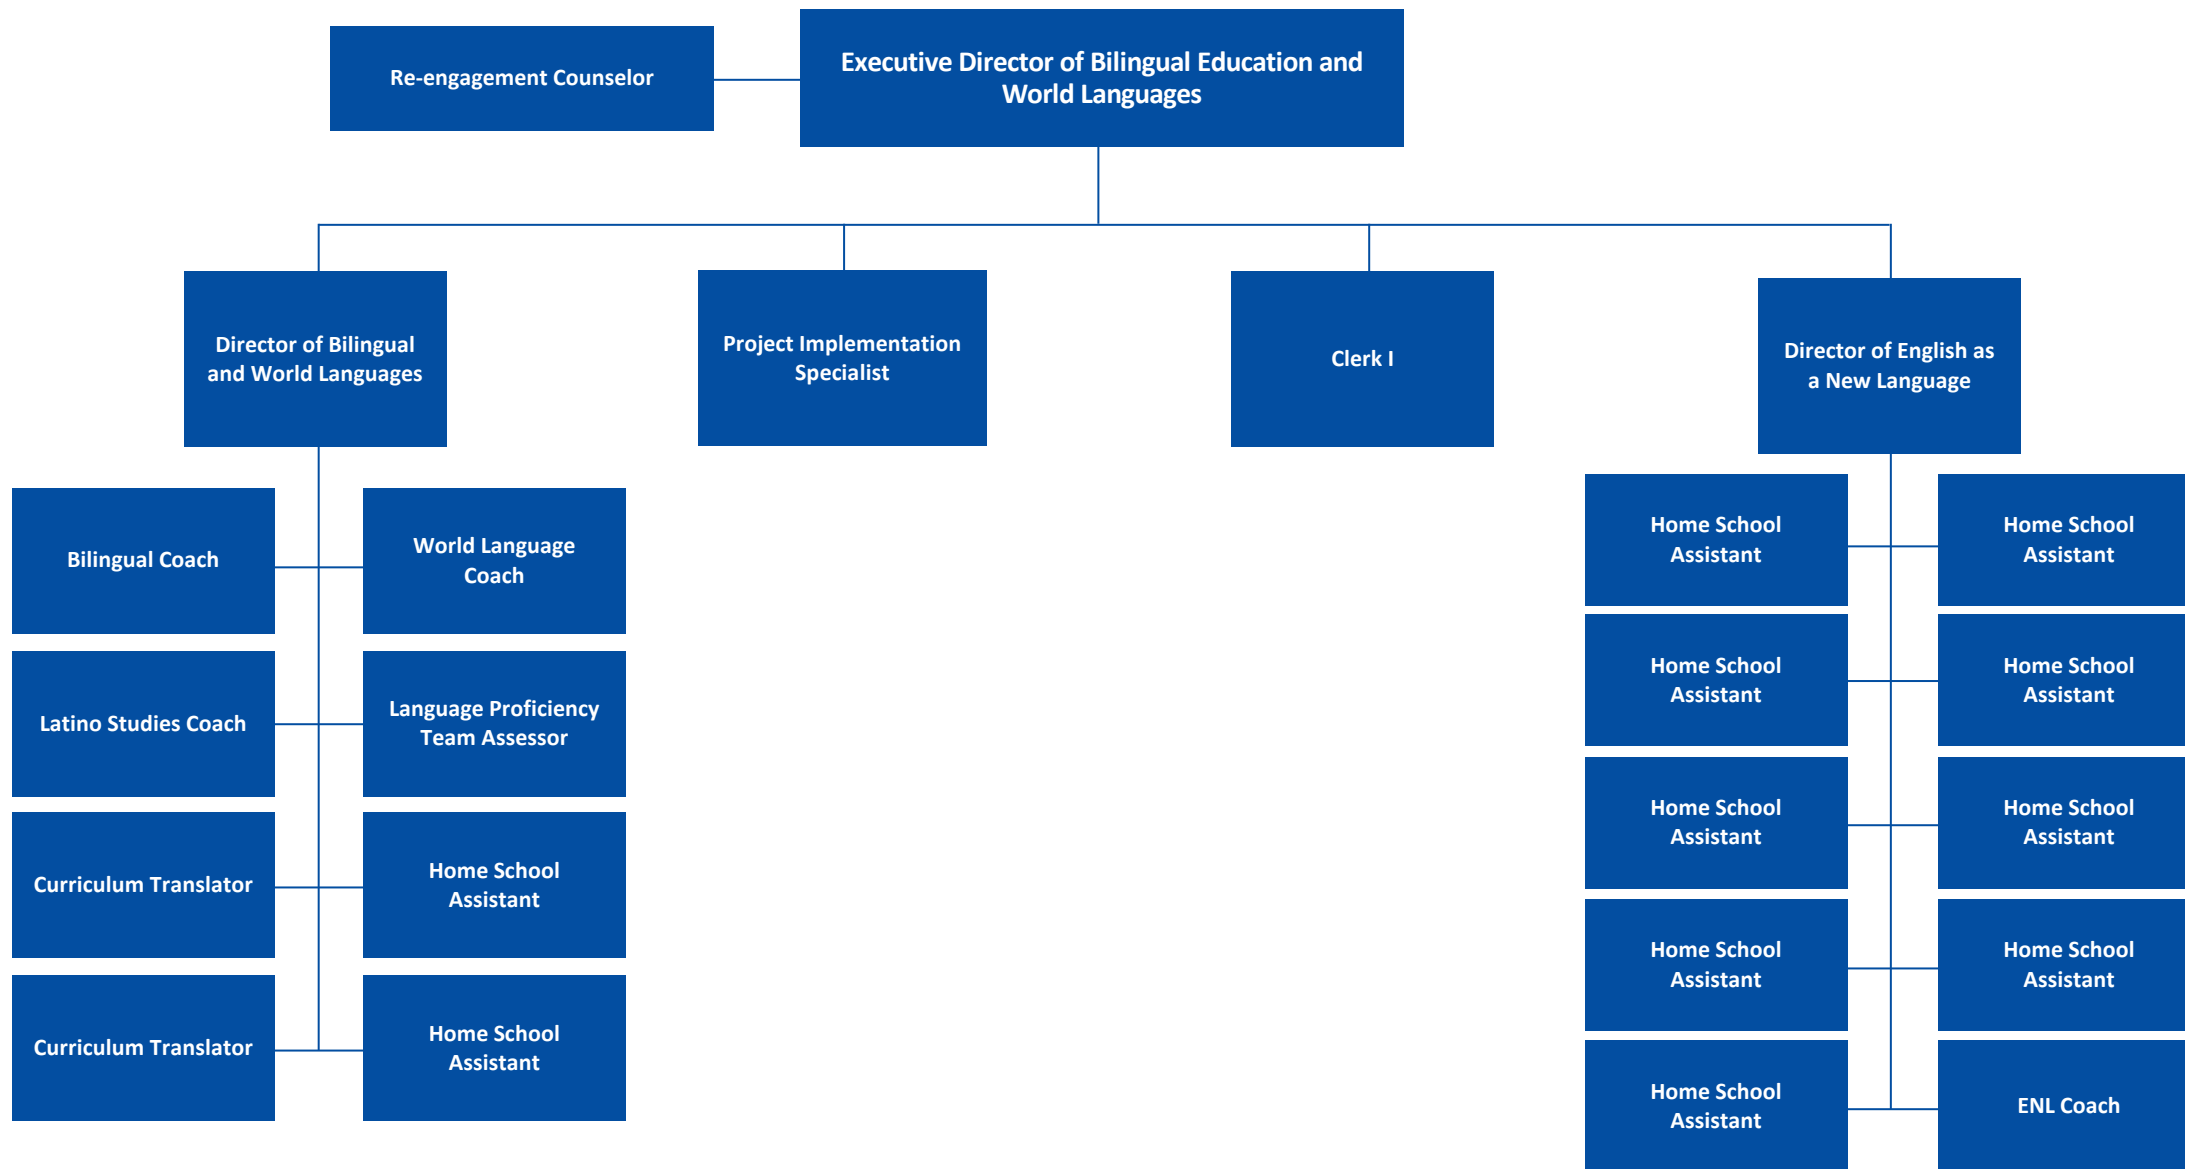 Re-engagement Counselor
Executive Director of Bilingual Education and
World Languages
Director of Bilingual
and World Languages
Project Implementation
Specialist
Clerk I
Director of English as
a New Language
Bilingual Coach
World Language
Coach
Latino Studies Coach
Language Proficiency
Team Assessor
Curriculum Translator
Home School
Assistant
Curriculum Translator
Home School
Assistant
Home School
Assistant
Home School
Assistant
Home School
Assistant
Home School
Assistant
Home School
Assistant
Home School
Assistant
Home School
Assistant
Home School
Assistant
Home School
Assistant
ENL Coach